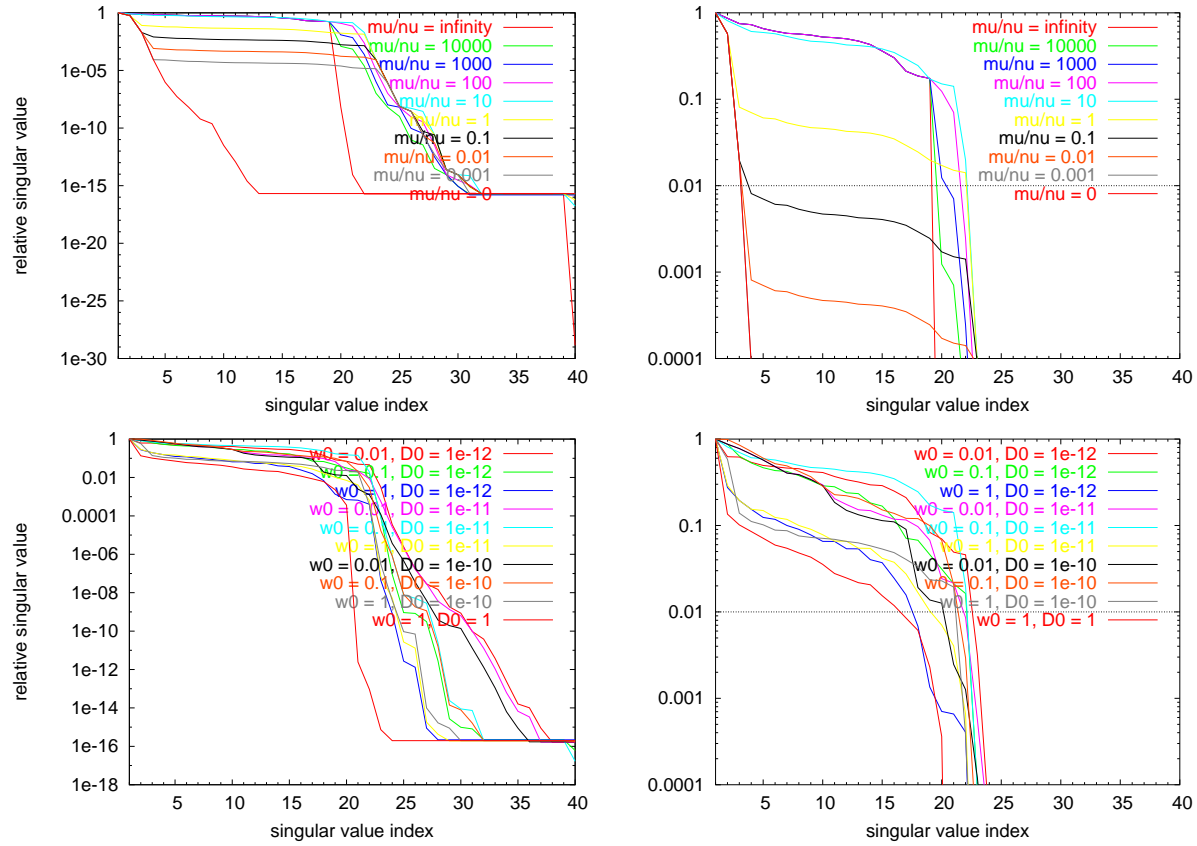 1
1e-05
1e-10
1e-15
1e-20
1e-25
1e-30
5 10 15 20 25 30 35 40
relative singular value
singular value index
mu/nu = infinity
mu/nu = 10000
mu/nu = 1000
mu/nu = 100
mu/nu = 10
mu/nu = 1
mu/nu = 0.1
mu/nu = 0.01
mu/nu = 0.001
mu/nu = 0
1
0.1
0.01
0.001
0.0001
5 10 15 20 25 30 35 40
singular value index
mu/nu = infinity
mu/nu = 10000
mu/nu = 1000
mu/nu = 100
mu/nu = 10
mu/nu = 1
mu/nu = 0.1
mu/nu = 0.01
mu/nu = 0.001
mu/nu = 0
1
0.01
0.0001
1e-06
1e-08
1e-10
1e-12
1e-14
1e-16
1e-18
5 10 15 20 25 30 35 40
relative singular value
singular value index
w0 = 0.01, D0 = 1e-12
w0 = 0.1, D0 = 1e-12
w0 = 1, D0 = 1e-12
w0 = 0.01, D0 = 1e-11
w0 = 0.1, D0 = 1e-11
w0 = 1, D0 = 1e-11
w0 = 0.01, D0 = 1e-10
w0 = 0.1, D0 = 1e-10
w0 = 1, D0 = 1e-10
w0 = 1, D0 = 1
1
0.1
0.01
0.001
0.0001
5 10 15 20 25 30 35 40
singular value index
w0 = 0.01, D0 = 1e-12
w0 = 0.1, D0 = 1e-12
w0 = 1, D0 = 1e-12
w0 = 0.01, D0 = 1e-11
w0 = 0.1, D0 = 1e-11
w0 = 1, D0 = 1e-11
w0 = 0.01, D0 = 1e-10
w0 = 0.1, D0 = 1e-10
w0 = 1, D0 = 1e-10
w0 = 1, D0 = 1